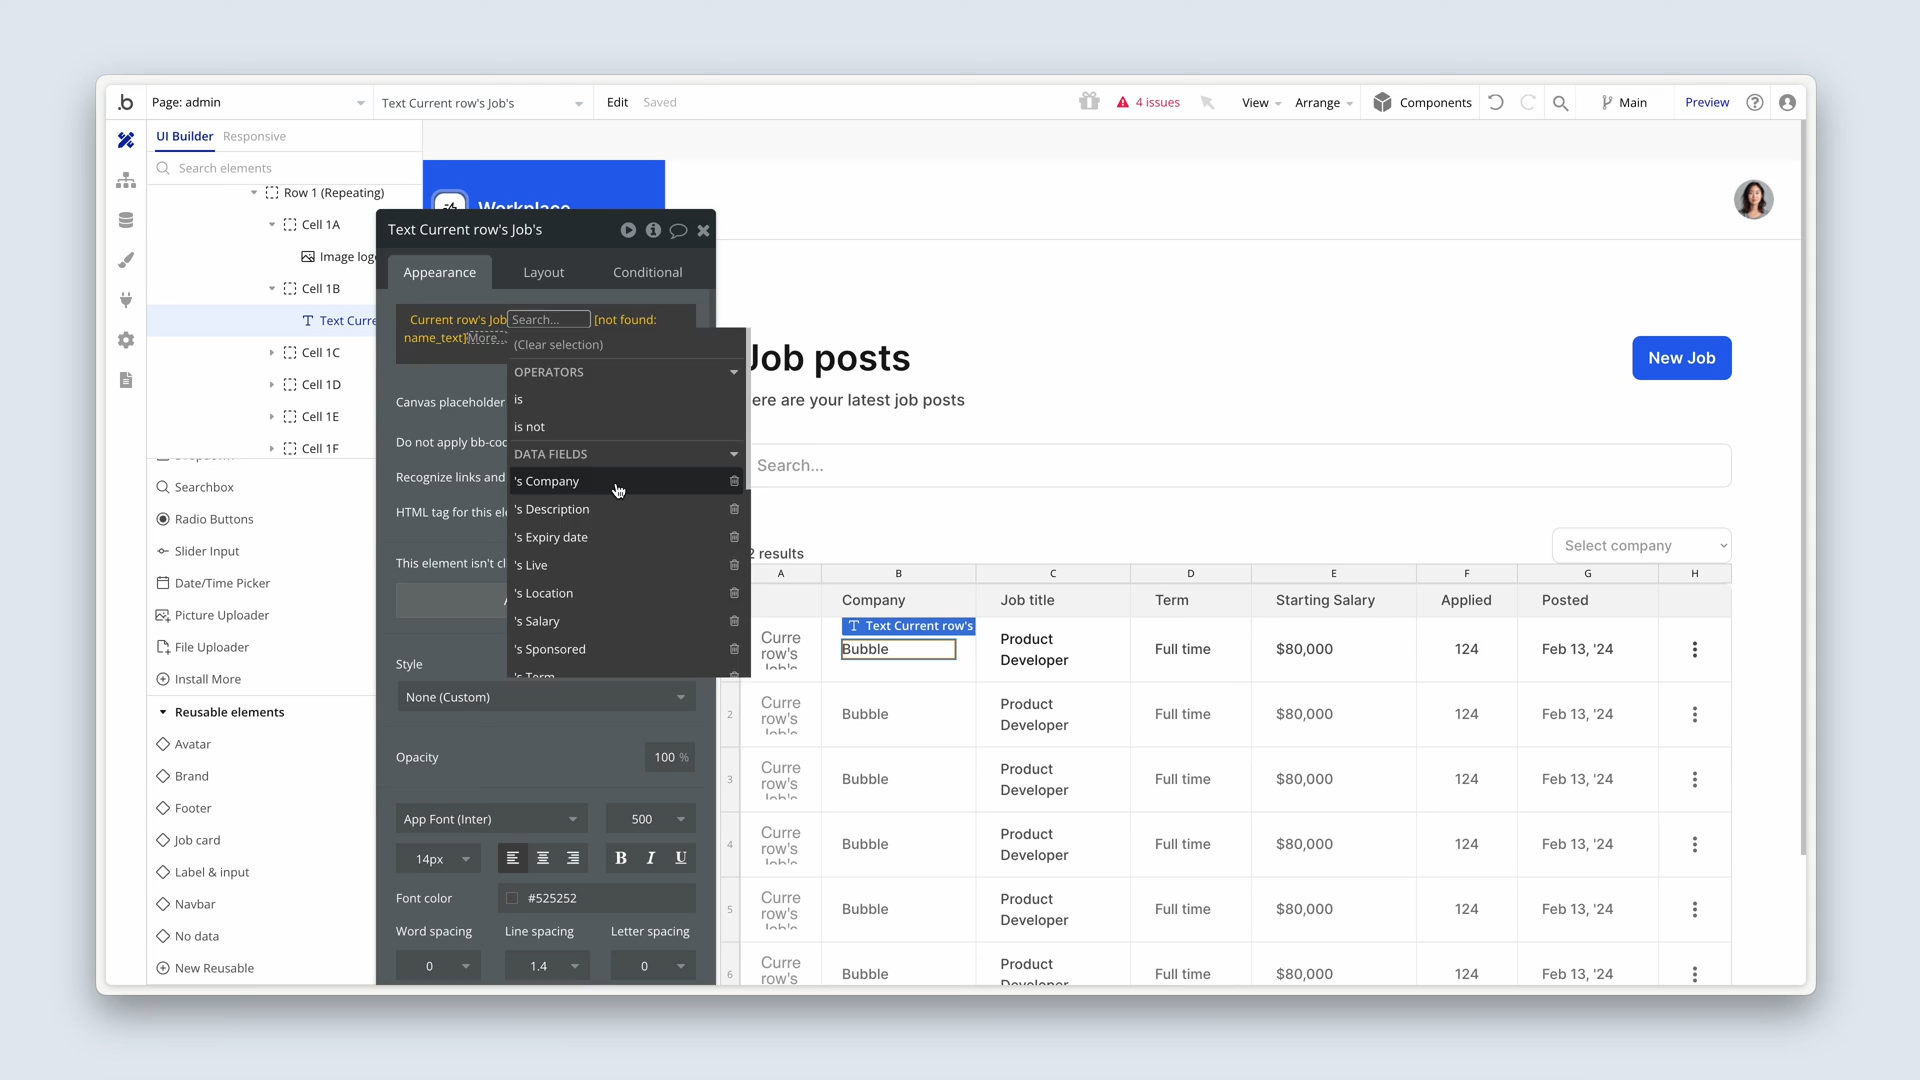 Page: admin
Text Current row's Job's
Edit
Saved
4 issues
View
Arrange
Components
Main
Preview
UI Builder
Responsive
Search elements
Row 1 (Repeating)
Cell 1A
Image log
Cell 1B
Text Curre
Cell 1C
Cell 1D
Cell 1E
Cell 1F
Searchbox
Radio Buttons
Slider Input
Date/Time Picker
Picture Uploader
File Uploader
Install More
Reusable elements
Avatar
Brand
Footer
Job card
Label & input
Navbar
No data
New Reusable
Text Current row's Job's
Appearance
Layout
Conditional
Current row's Job Search... [not found:
name_text] More...
(Clear selection)
OPERATORS
is
is not
DATA FIELDS
's Company
's Description
's Expiry date
's Live
's Location
's Salary
's Sponsored
's Term
Canvas placeholder
Do not apply bb-coo
Recognize links and
HTML tag for this ele
This element isn't cl
Style
None (Custom)
Opacity
100 %
App Font (Inter)
500
14px
B I U
Font color
#525252
Word spacing
Line spacing
Letter spacing
0
1.4
0
Workplace
Job posts
ere are your latest job posts
New Job
Search...
2 results
Select company
A B C D E F G H
Company Job title Term Starting Salary Applied Posted
Text Current row's
Curre
row's
Job's
Bubble
Product
Developer
Full time
$80,000
124
Feb 13, '24
2
Curre
row's
Job's
Bubble
Product
Developer
Full time
$80,000
124
Feb 13, '24
3
Curre
row's
Job's
Bubble
Product
Developer
Full time
$80,000
124
Feb 13, '24
4
Curre
row's
Job's
Bubble
Product
Developer
Full time
$80,000
124
Feb 13, '24
5
Curre
row's
Job's
Bubble
Product
Developer
Full time
$80,000
124
Feb 13, '24
6
Curre
row's
Bubble
Product
Developer
Full time
$80,000
124
Feb 13, '24